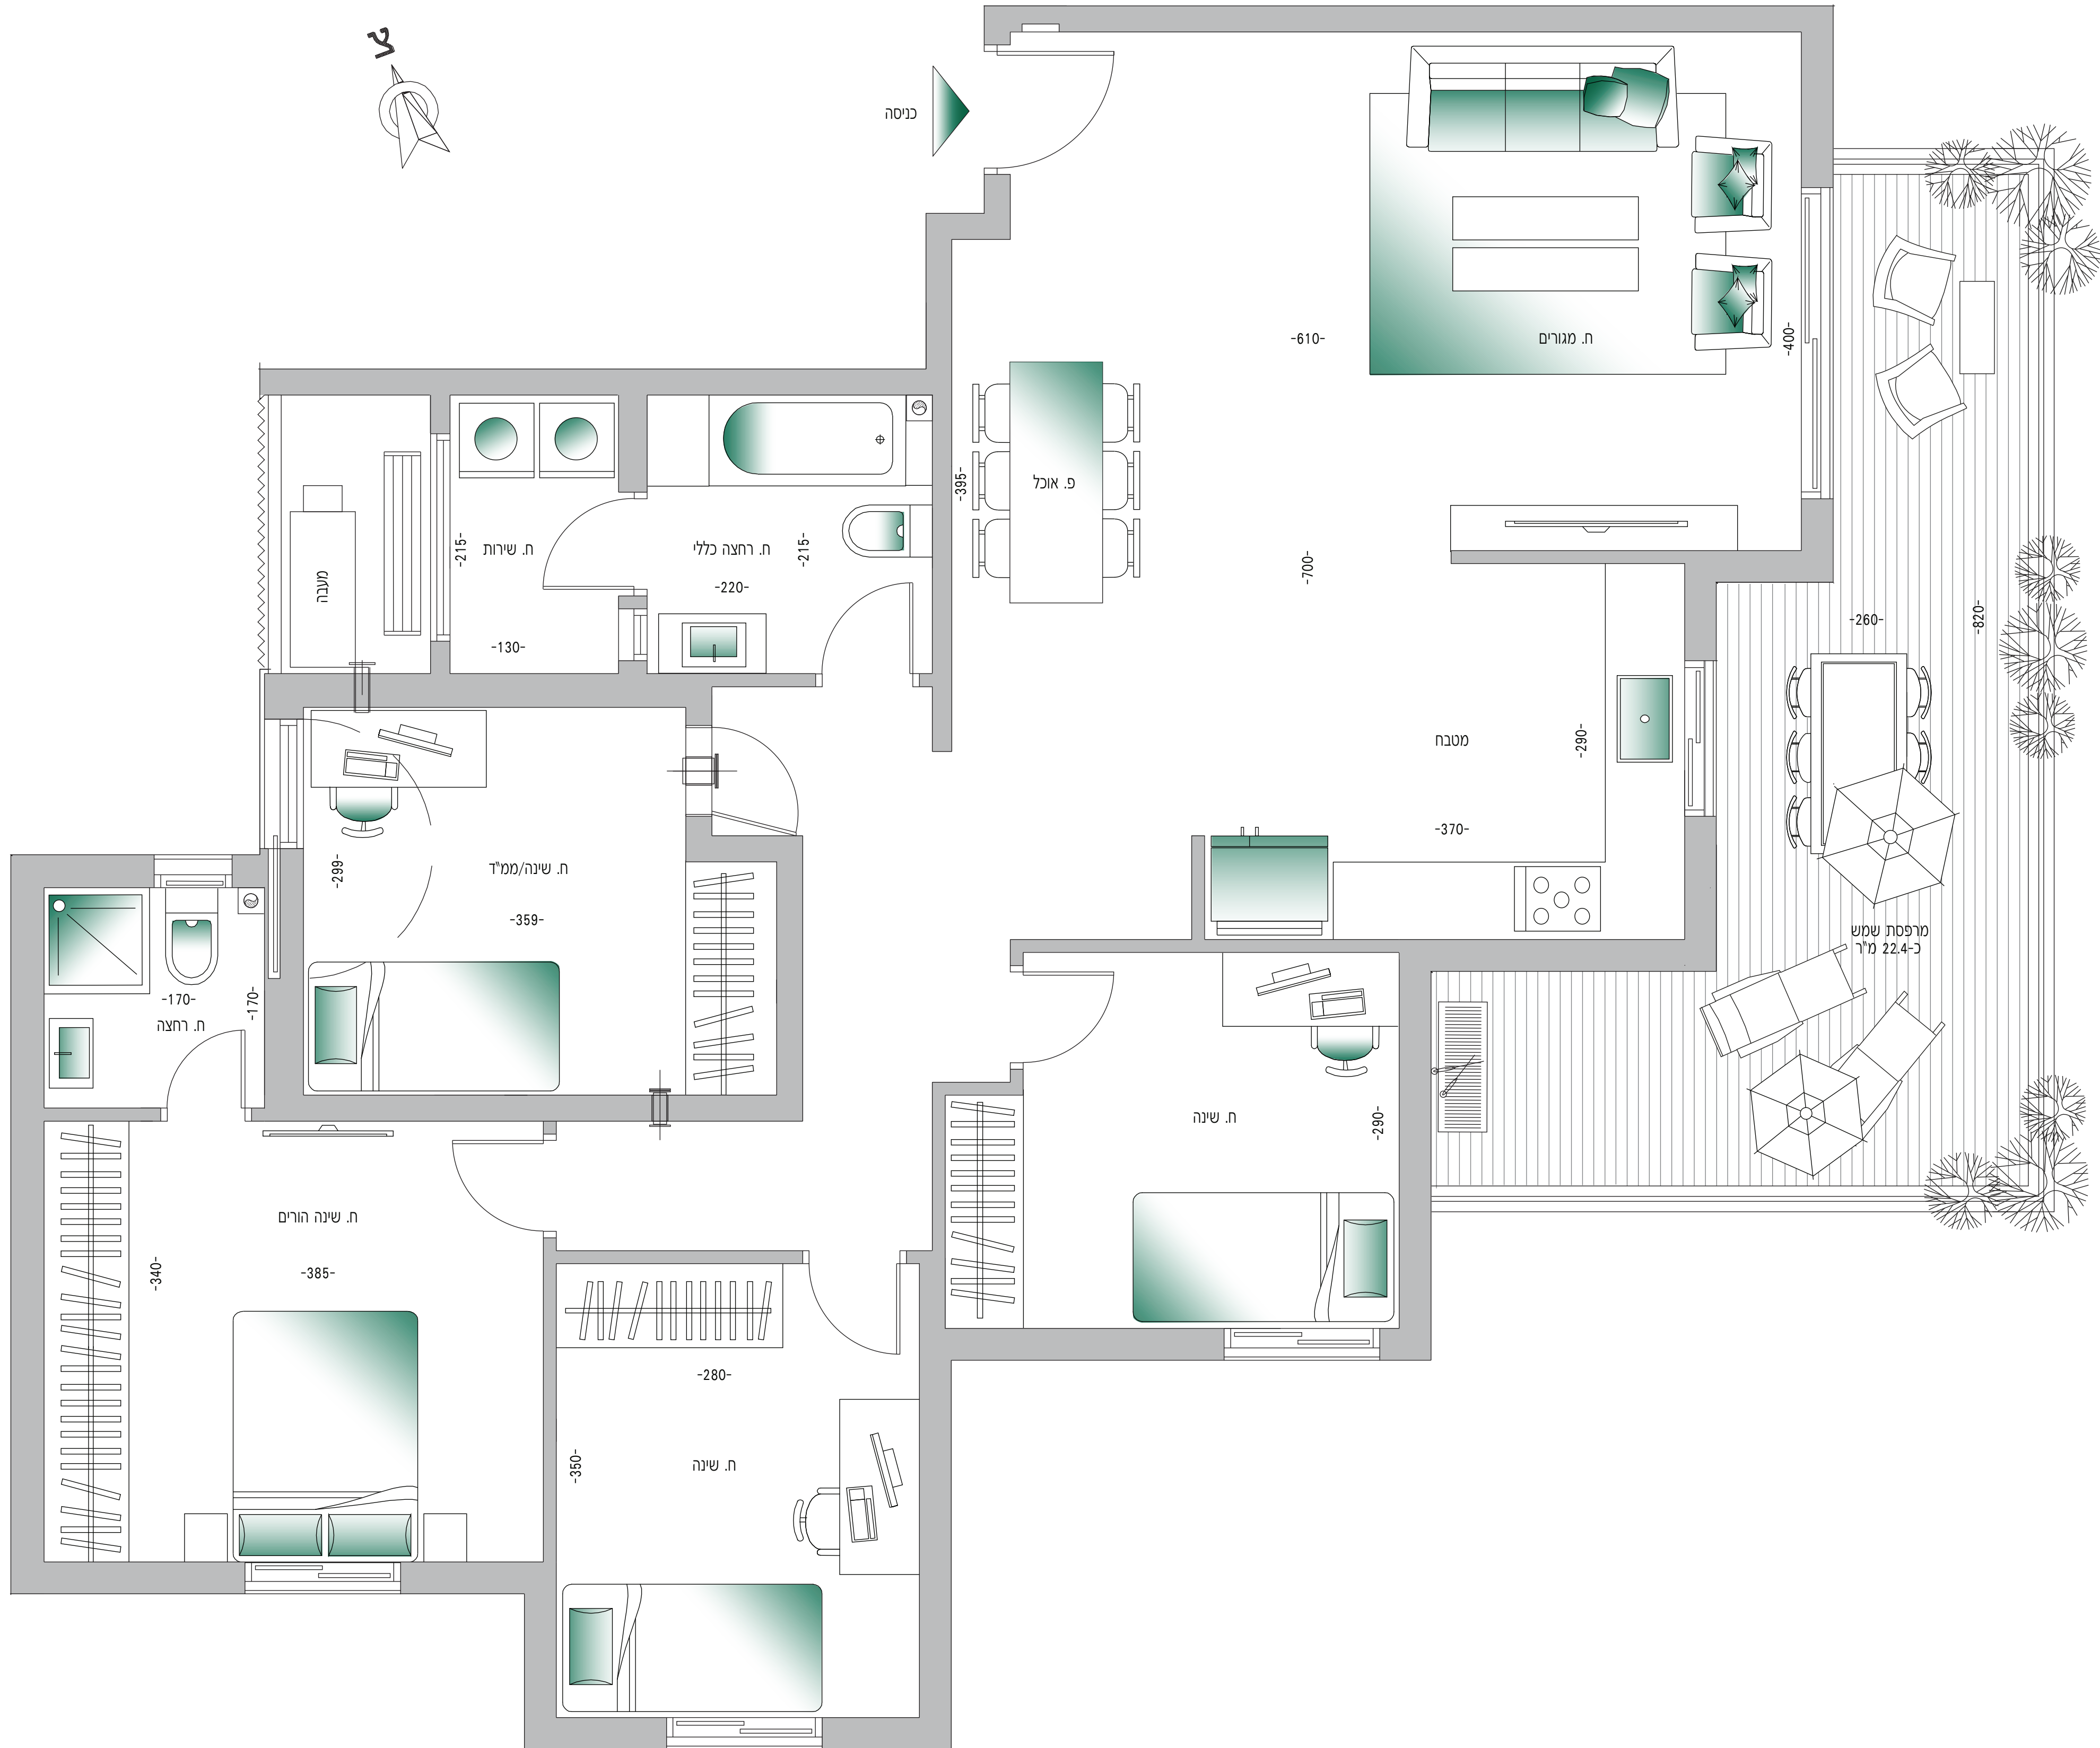 צ
כניסה
ח. מגורים
-610-
-400-
פ. אוכל
-395-
-700-
ח. שירות
-215-
-130-
ח. רחצה כללי
-215-
-220-
מעבה
-260-
-820-
מטבח
-290-
-370-
ח. שינה/ממ"ד
-299-
-359-
מרפסת שמש
כ-22.4 מ"ר
-170-
-170-
ח. רחצה
ח. שינה
-290-
ח. שינה הורים
-340-
-385-
-280-
-350-
ח. שינה